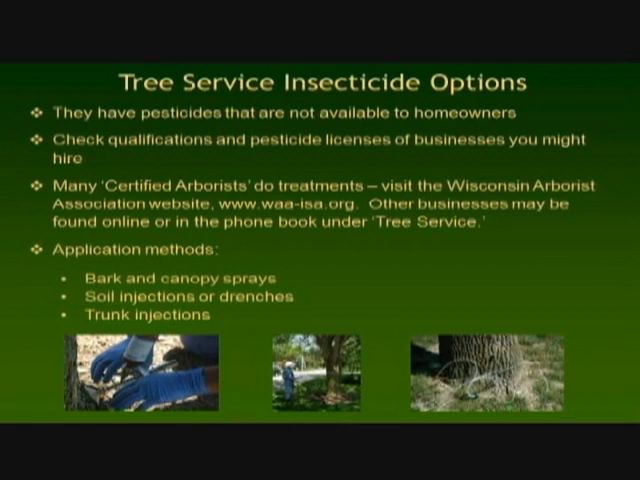 Tree Service Insecticide Options
❖ They have pesticides that are not available to homeowners
❖ Check qualifications and pesticide licenses of businesses you might
hire
❖ Many ‘Certified Arborists’ do treatments – visit the Wisconsin Arborist
Association website, www.waa-isa.org. Other businesses may be
found online or in the phone book under ‘Tree Service.’
❖ Application methods:
• Bark and canopy sprays
• Soil injections or drenches
• Trunk injections